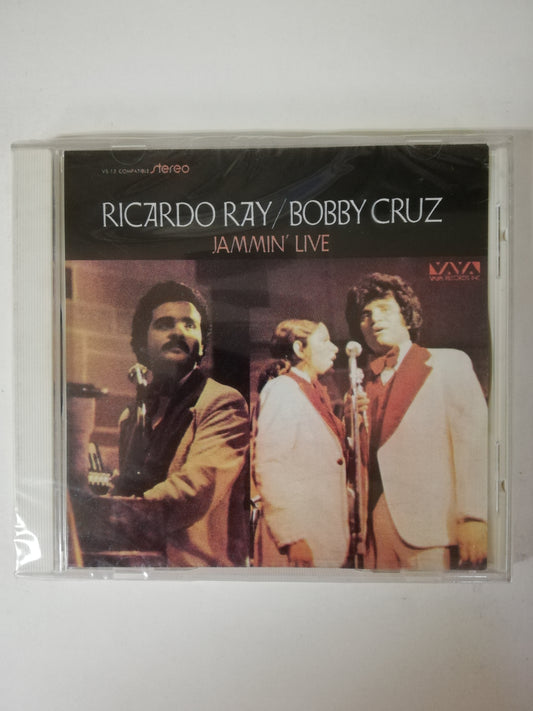 VS-13 COMPATIBLE stereo
RICARDO RAY/BOBBY CRUZ
JAMMIN' LIVE
VAYA
VAYA RECORDS INC